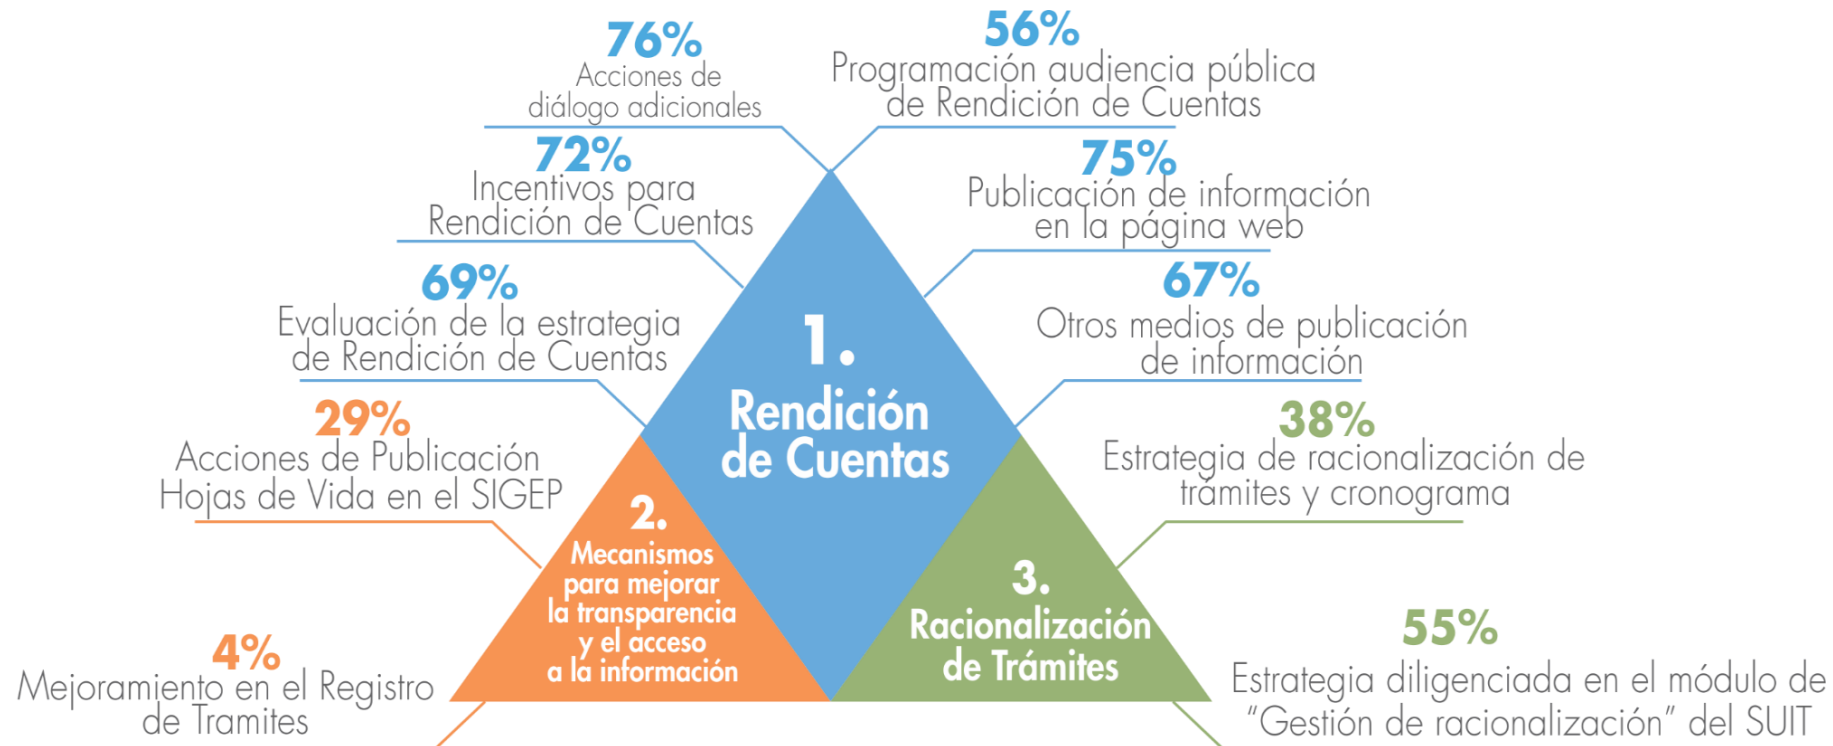 76%
Acciones de
diálogo adicionales
56%
Programación audiencia pública
de Rendición de Cuentas
72%
Incentivos para
Rendición de Cuentas
75%
Publicación de información
en la página web
69%
Evaluación de la estrategia
de Rendición de Cuentas
67%
Otros medios de publicación
de información
1.
Rendición
de Cuentas
29%
Acciones de Publicación
Hojas de Vida en el SIGEP
38%
Estrategia de racionalización de
trámites y cronograma
2.
Mecanismos
para mejorar
la transparencia
y el acceso
a la información
3.
Racionalización
de Trámites
4%
Mejoramiento en el Registro
de Tramites
55%
Estrategia diligenciada en el módulo de
“Gestión de racionalización” del SUIT